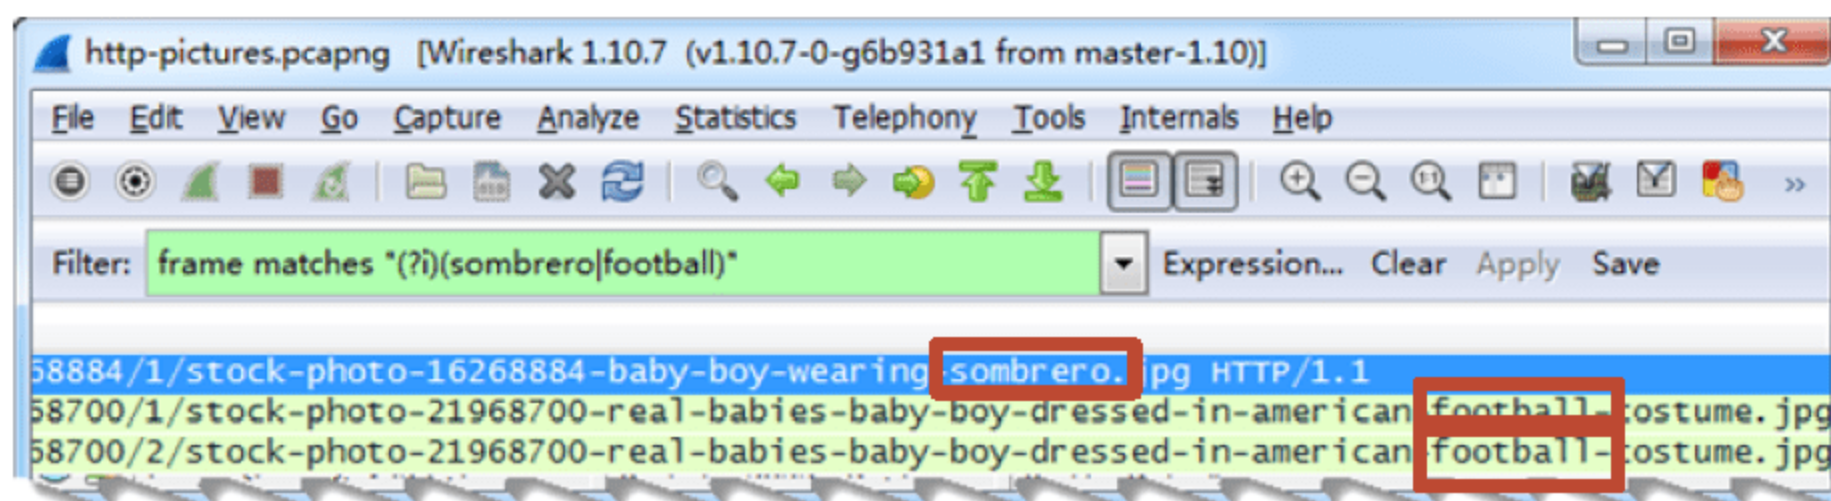 http-pictures.pcapng [Wireshark 1.10.7 (v1.10.7-0-g6b931a1 from master-1.10)]
File Edit View Go Capture Analyze Statistics Telephony Tools Internals Help
Filter: frame matches "(?i)(sombrero|football)" Expression... Clear Apply Save
68884/1/stock-photo-16268884-baby-boy-wearing-sombrero.jpg HTTP/1.1
68700/1/stock-photo-21968700-real-babies-baby-boy-dressed-in-american-football-costume.jpg
68700/2/stock-photo-21968700-real-babies-baby-boy-dressed-in-american-football-costume.jpg